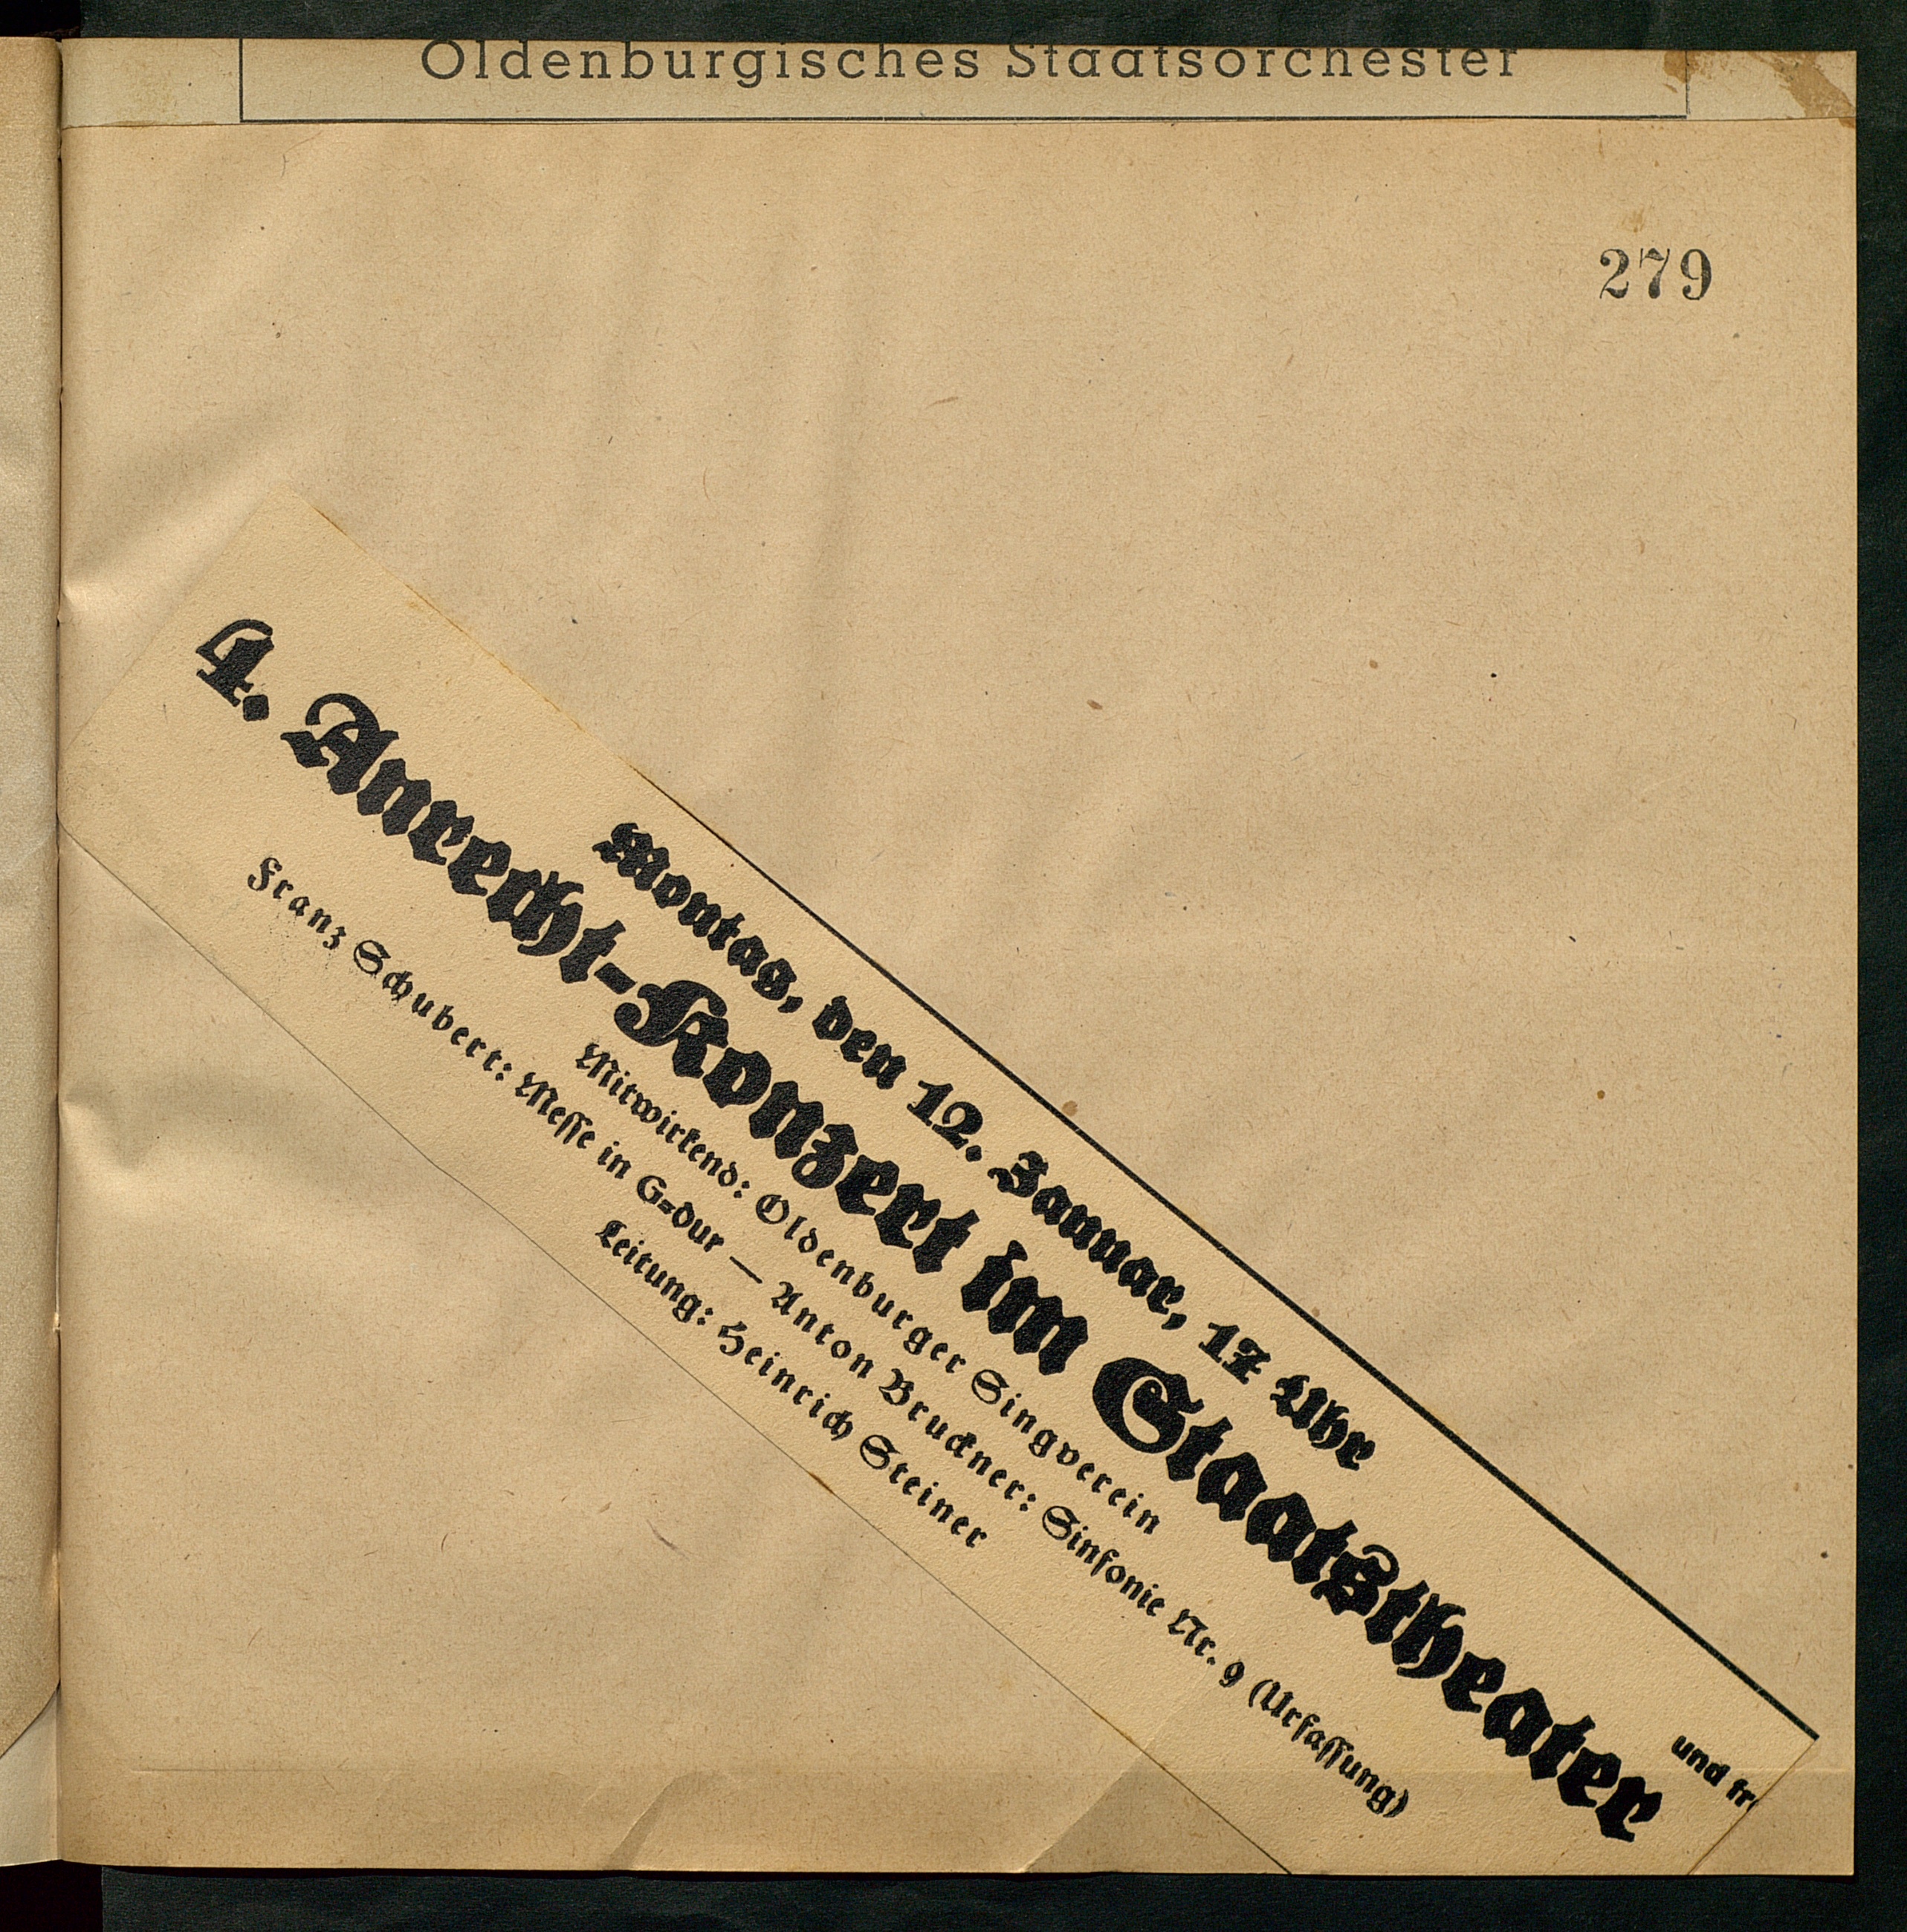 Oldenburgisches Staatsorchester
279
Montag, den 12. Januar, 17 Uhr
4. Anrecht-Konzert im Staatstheater
Mitwirkend: Oldenburger Singverein
Franz Schubert: Messe in G-dur — Anton Bruckner: Sinfonie Nr. 9 (Urfassung)
Leitung: Heinrich Steiner
und